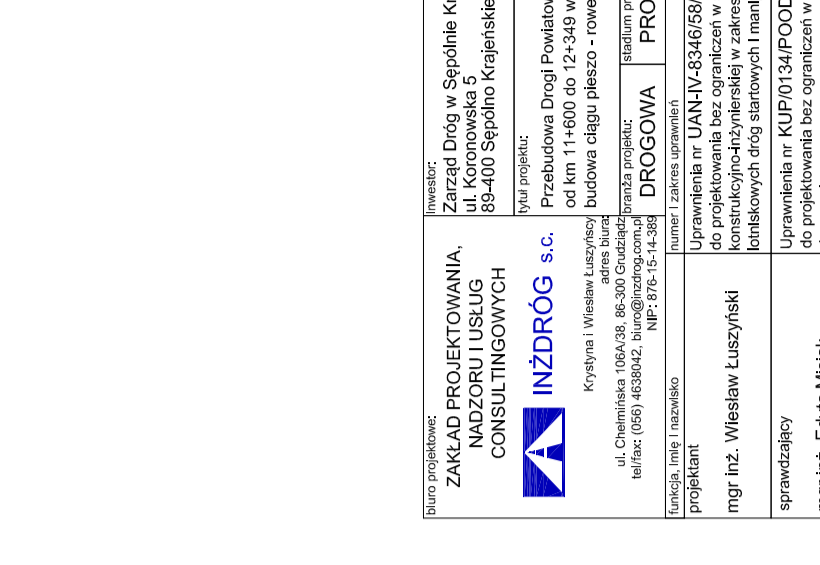 biuro projektowe:
ZAKŁAD PROJEKTOWANIA,
NADZORU I USŁUG
CONSULTINGOWYCH
INŻDRÓG s.c.
Krystyna i Wiesław Łuszyńscy
adres biura:
ul. Chełmińska 106A/38, 86-300 Grudziądz
tel/fax: (056) 4638042, biuro@inzdrog.com.pl
NIP: 876-15-14-389
Inwestor:
Zarząd Dróg w Sępólnie Kr
ul. Koronowska 5
89-400 Sępólno Krajeńskie
tytuł projektu:
Przebudowa Drogi Powiatow
od km 11+600 do 12+349 w
budowa ciągu pieszo - rowe
branża projektu:
DROGOWA
stadium pr
PRO
funkcja, imię i nazwisko
numer i zakres uprawnień
projektant
mgr inż. Wiesław Łuszyński
Uprawnienia nr UAN-IV-8346/58/
do projektowania bez ograniczeń w
konstrukcyjno-inżynierskiej w zakres
lotniskowych dróg startowych i mani
sprawdzający
Uprawnienia nr KUP/0134/POOD
do projektowania bez ograniczeń w